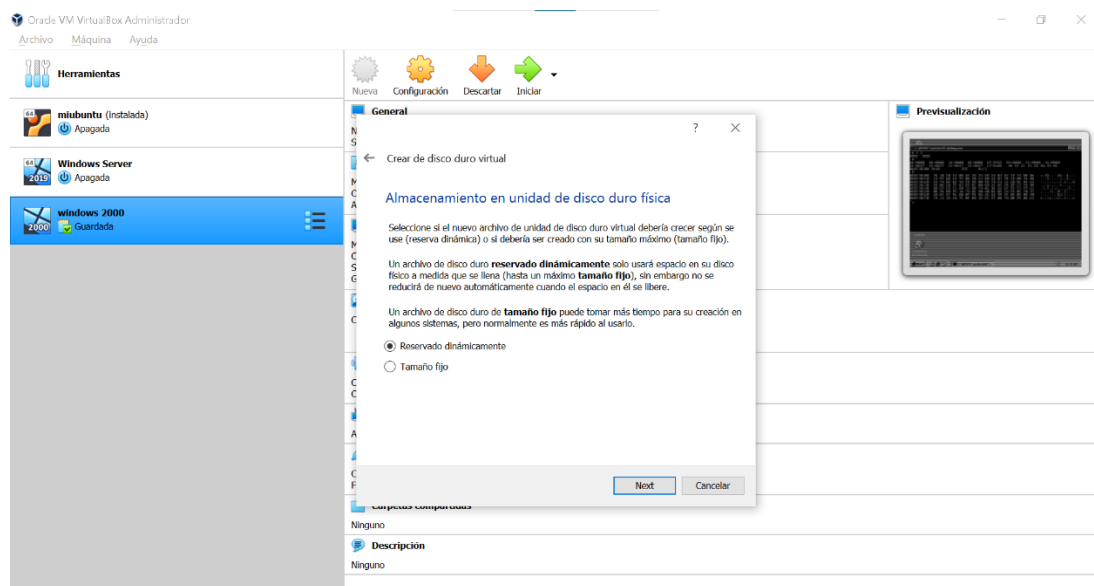 Oracle VM VirtualBox Administrador
Archivo Máquina Ayuda
Herramientas
Nueva Configuración Descartar Iniciar
64
miubuntu (Instalada)
Apagada
64
2019
Windows Server
Apagada
2000
windows 2000
Guardada
General
Previsualización
?
Crear de disco duro virtual
Almacenamiento en unidad de disco duro física
Seleccione si el nuevo archivo de unidad de disco duro virtual debería crecer según se
use (reserva dinámica) o si debería ser creado con su tamaño máximo (tamaño fijo).
Un archivo de disco duro reservado dinámicamente solo usará espacio en su disco
físico a medida que se llena (hasta un máximo tamaño fijo), sin embargo no se
reducirá de nuevo automáticamente cuando el espacio en él se libere.
Un archivo de disco duro de tamaño fijo puede tomar más tiempo para su creación en
algunos sistemas, pero normalmente es más rápido al usarlo.
Reservado dinámicamente
Tamaño fijo
Next Cancelar
Carpetas compartidas
Ninguno
Descripción
Ninguno